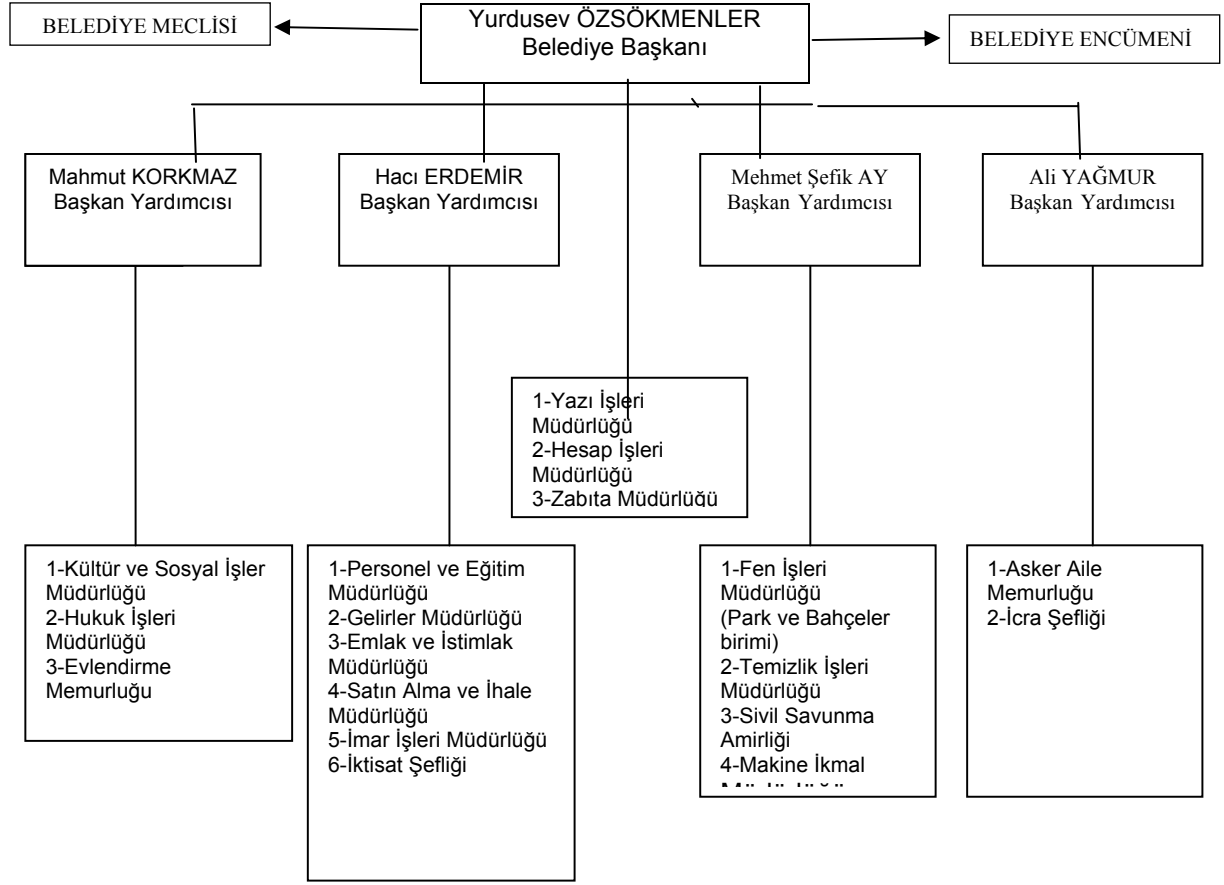 BELEDİYE MECLİSİ
Yurdusev ÖZSÖKMENLER
Belediye Başkanı
BELEDİYE ENCÜMENİ
Mahmut KORKMAZ
Başkan Yardımcısı
Hacı ERDEMİR
Başkan Yardımcısı
Mehmet Şefik AY
Başkan Yardımcısı
Ali YAĞMUR
Başkan Yardımcısı
1-Yazı İşleri
Müdürlüğü
2-Hesap İşleri
Müdürlüğü
3-Zabıta Müdürlüğü
1-Kültür ve Sosyal İşler
Müdürlüğü
2-Hukuk İşleri
Müdürlüğü
3-Evlendirme
Memurluğu
1-Personel ve Eğitim
Müdürlüğü
2-Gelirler Müdürlüğü
3-Emlak ve İstimlak
Müdürlüğü
4-Satın Alma ve İhale
Müdürlüğü
5-İmar İşleri Müdürlüğü
6-İktisat Şefliği
1-Fen İşleri
Müdürlüğü
(Park ve Bahçeler
birimi)
2-Temizlik İşleri
Müdürlüğü
3-Sivil Savunma
Amirliği
4-Makine İkmal
1-Asker Aile
Memurluğu
2-İcra Şefliği